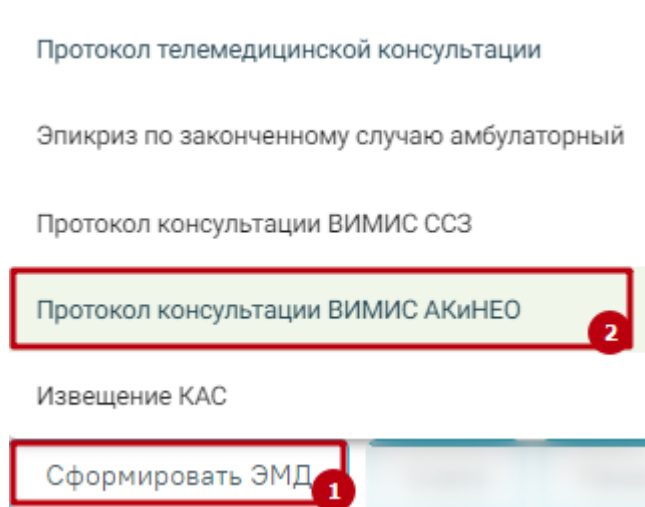 Протокол телемедицинской консультации
Эпикриз по законченному случаю амбулаторный
Протокол консультации ВИМИС ССЗ
Протокол консультации ВИМИС АКиНЕО
2
Извещение КАС
Сформировать ЭМД
1